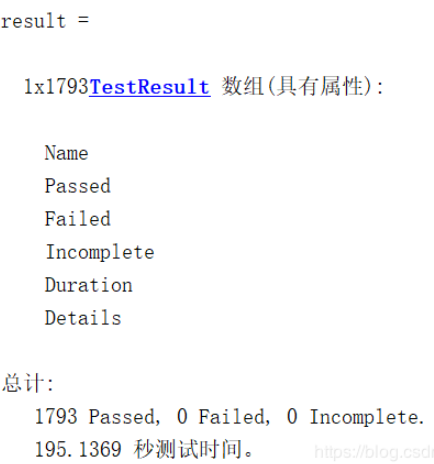 result =
1x1793TestResult 数组(具有属性):
Name
Passed
Failed
Incomplete
Duration
Details
总计:
1793 Passed, 0 Failed, 0 Incomplete.
195.1369 秒测试时间。
https://blog.csd